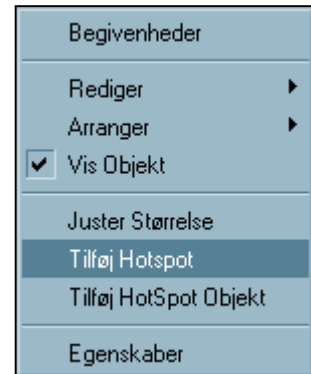 Begivenheder
Rediger
Arranger
Vis Objekt
Juster Størrelse
Tilføj Hotspot
Tilføj HotSpot Objekt
Egenskaber